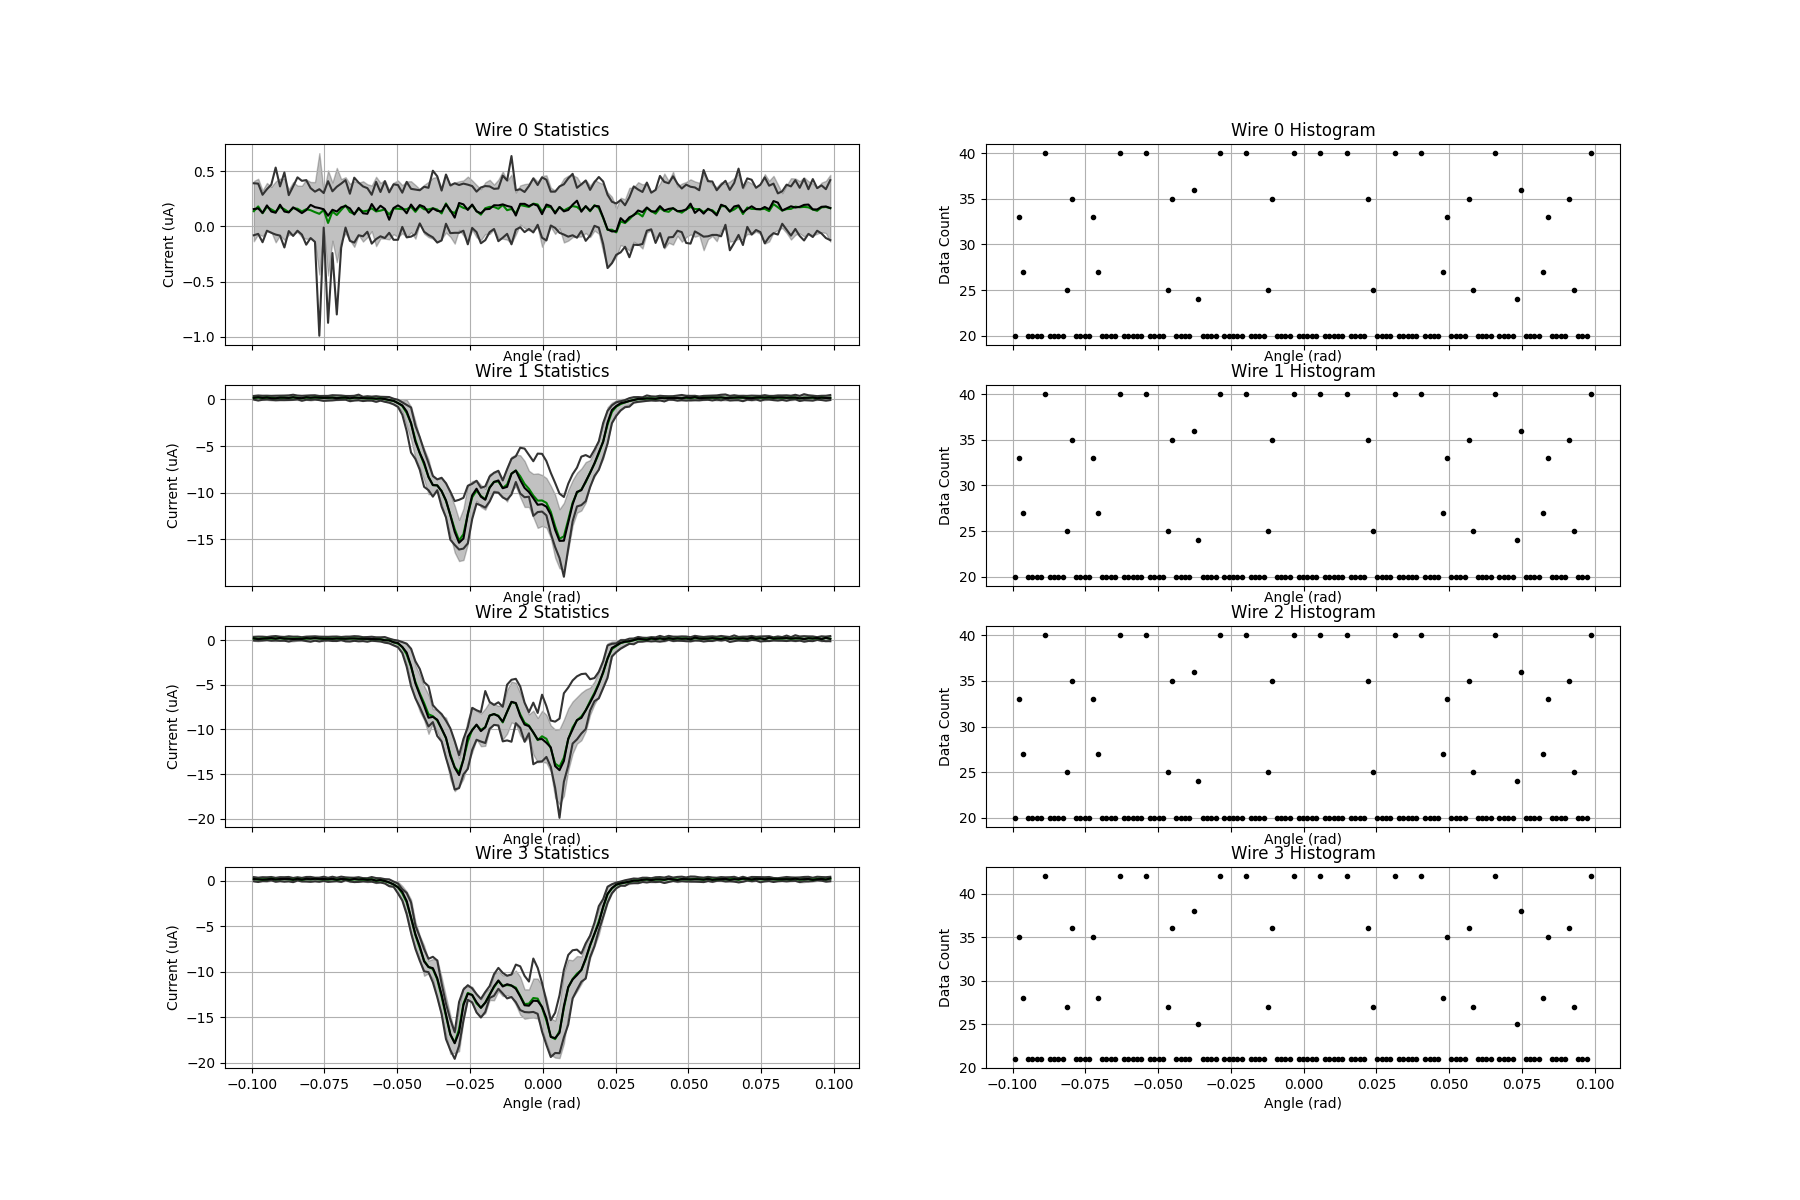 Wire 0 Statistics
0.5
0.0
−0.5
−1.0
Current (uA)
Angle (rad)
Wire 0 Histogram
40
35
30
25
20
Data Count
Angle (rad)
Wire 1 Statistics
0
−5
−10
−15
Current (uA)
Angle (rad)
Wire 1 Histogram
40
35
30
25
20
Data Count
Angle (rad)
Wire 2 Statistics
0
−5
−10
−15
−20
Current (uA)
Angle (rad)
Wire 2 Histogram
40
35
30
25
20
Data Count
Angle (rad)
Wire 3 Statistics
0
−5
−10
−15
−20
Current (uA)
−0.100 −0.075 −0.050 −0.025 0.000 0.025 0.050 0.075 0.100
Angle (rad)
Wire 3 Histogram
40
35
30
25
20
Data Count
−0.100 −0.075 −0.050 −0.025 0.000 0.025 0.050 0.075 0.100
Angle (rad)